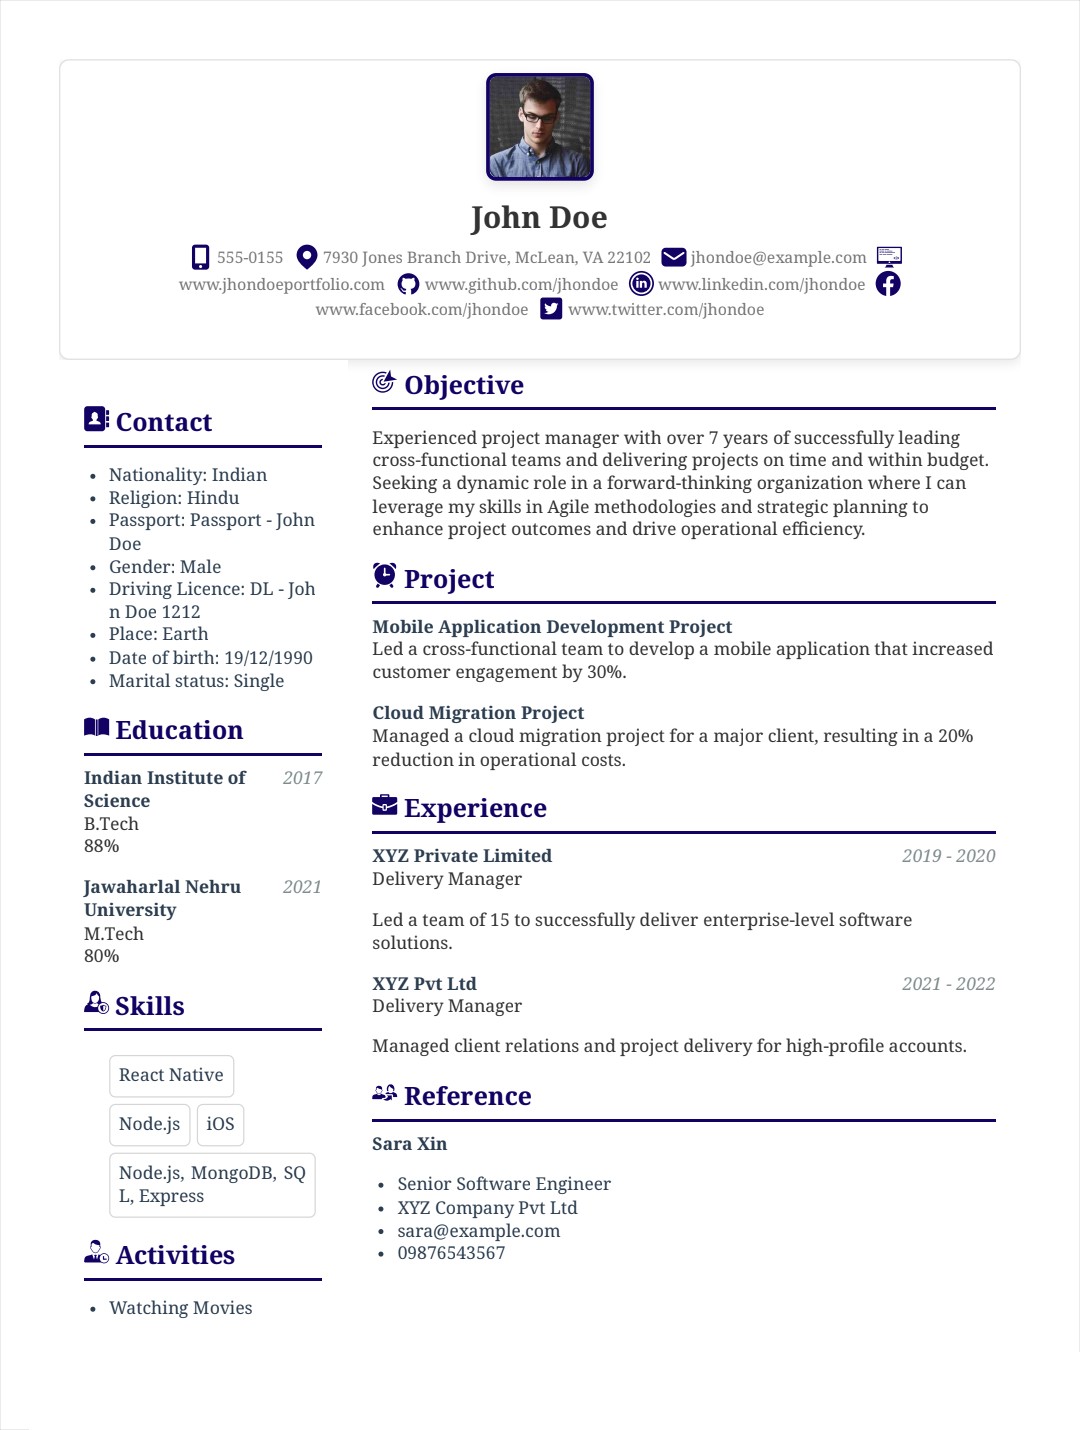 John Doe
555-0155 7930 Jones Branch Drive, McLean, VA 22102 jhondoe@example.com
www.jhondoeportfolio.com www.github.com/jhondoe www.linkedin.com/jhondoe
www.facebook.com/jhondoe www.twitter.com/jhondoe
Contact
Nationality: Indian
Religion: Hindu
Passport: Passport - John
Doe
Gender: Male
Driving Licence: DL - Joh
n Doe 1212
Place: Earth
Date of birth: 19/12/1990
Marital status: Single
Education
Indian Institute of 2017
Science
B.Tech
88%
Jawaharlal Nehru 2021
University
M.Tech
80%
Skills
React Native
Node.js iOS
Node.js, MongoDB, SQ
L, Express
Activities
Watching Movies
Objective
Experienced project manager with over 7 years of successfully leading
cross-functional teams and delivering projects on time and within budget.
Seeking a dynamic role in a forward-thinking organization where I can
leverage my skills in Agile methodologies and strategic planning to
enhance project outcomes and drive operational efficiency.
Project
Mobile Application Development Project
Led a cross-functional team to develop a mobile application that increased
customer engagement by 30%.
Cloud Migration Project
Managed a cloud migration project for a major client, resulting in a 20%
reduction in operational costs.
Experience
XYZ Private Limited 2019 - 2020
Delivery Manager
Led a team of 15 to successfully deliver enterprise-level software
solutions.
XYZ Pvt Ltd 2021 - 2022
Delivery Manager
Managed client relations and project delivery for high-profile accounts.
Reference
Sara Xin
Senior Software Engineer
XYZ Company Pvt Ltd
sara@example.com
09876543567